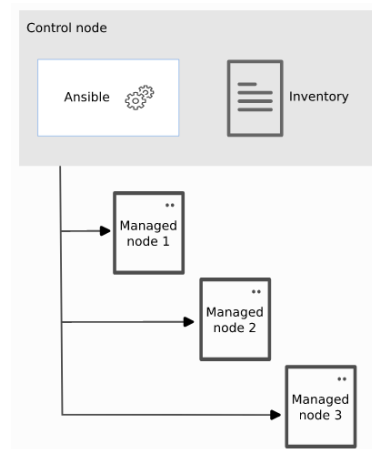 Control node
Ansible
Inventory
Managed
node 1
Managed
node 2
Managed
node 3